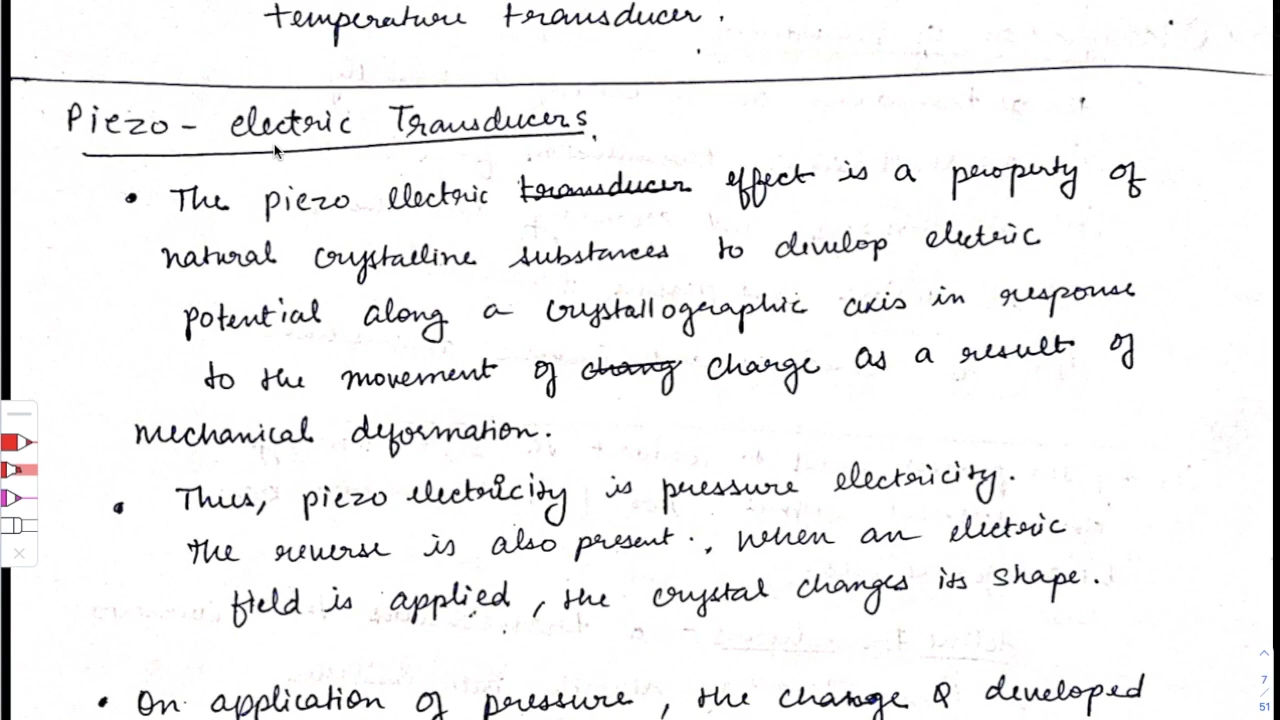 temperature transducer.
Piezo - electric Transducers.
• The piezo electric transducer effect is a property of
natural crystalline substances to develop electric
potential along a crystallographic axis in response
to the movement of chang charge as a result of
mechanical deformation.
• Thus, piezo electricity is pressure electricity.
The reverse is also present., When an electric
field is applied, the crystal changes its shape.
• On application of pressure, the charge Q developed
7
/
51